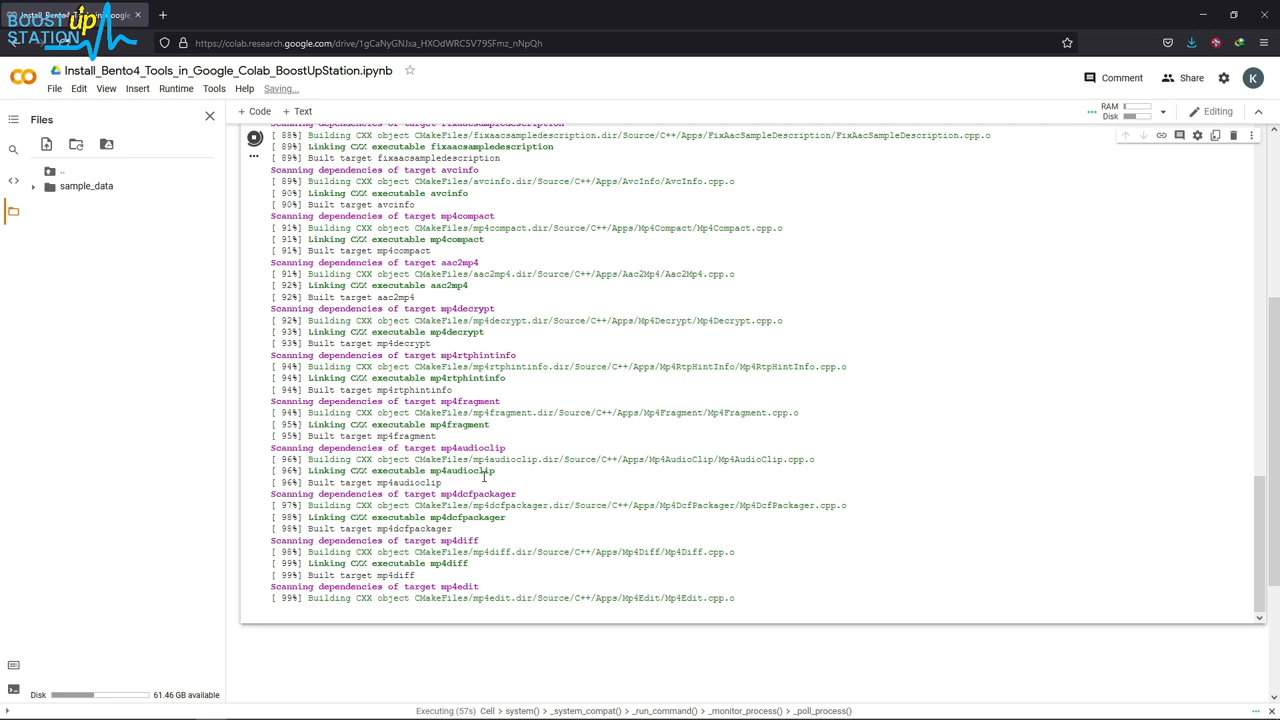 BOOST up STATION
Install_Bento4_Tools_in_Google_
https://colab.research.google.com/drive/1gCaNyGNJxa_HXOdWRC5V79SFmz_nNpQh
Install_Bento4_Tools_in_Google_Colab_BoostUpStation.ipynb
Comment
Share
K
File Edit View Insert Runtime Tools Help Saving...
+ Code + Text
RAM
Disk
Editing
Files
..
sample_data
Scanning dependencies of target fixaacsampledescription
[ 88%] Building CXX object CMakeFiles/fixaacsampledescription.dir/Source/C++/Apps/FixAacSampleDescription/FixAacSampleDescription.cpp.o
[ 89%] Linking CXX executable fixaacsampledescription
[ 89%] Built target fixaacsampledescription
Scanning dependencies of target avcinfo
[ 89%] Building CXX object CMakeFiles/avcinfo.dir/Source/C++/Apps/AvcInfo/AvcInfo.cpp.o
[ 90%] Linking CXX executable avcinfo
[ 90%] Built target avcinfo
Scanning dependencies of target mp4compact
[ 91%] Building CXX object CMakeFiles/mp4compact.dir/Source/C++/Apps/Mp4Compact/Mp4Compact.cpp.o
[ 91%] Linking CXX executable mp4compact
[ 91%] Built target mp4compact
Scanning dependencies of target aac2mp4
[ 91%] Building CXX object CMakeFiles/aac2mp4.dir/Source/C++/Apps/Aac2Mp4/Aac2Mp4.cpp.o
[ 92%] Linking CXX executable aac2mp4
[ 92%] Built target aac2mp4
Scanning dependencies of target mp4decrypt
[ 92%] Building CXX object CMakeFiles/mp4decrypt.dir/Source/C++/Apps/Mp4Decrypt/Mp4Decrypt.cpp.o
[ 93%] Linking CXX executable mp4decrypt
[ 93%] Built target mp4decrypt
Scanning dependencies of target mp4rtphintinfo
[ 94%] Building CXX object CMakeFiles/mp4rtphintinfo.dir/Source/C++/Apps/Mp4RtpHintInfo/Mp4RtpHintInfo.cpp.o
[ 94%] Linking CXX executable mp4rtphintinfo
[ 94%] Built target mp4rtphintinfo
Scanning dependencies of target mp4fragment
[ 94%] Building CXX object CMakeFiles/mp4fragment.dir/Source/C++/Apps/Mp4Fragment/Mp4Fragment.cpp.o
[ 95%] Linking CXX executable mp4fragment
[ 95%] Built target mp4fragment
Scanning dependencies of target mp4audioclip
[ 96%] Building CXX object CMakeFiles/mp4audioclip.dir/Source/C++/Apps/Mp4AudioClip/Mp4AudioClip.cpp.o
[ 96%] Linking CXX executable mp4audioclip
[ 96%] Built target mp4audioclip
Scanning dependencies of target mp4dcfpackager
[ 97%] Building CXX object CMakeFiles/mp4dcfpackager.dir/Source/C++/Apps/Mp4DcfPackager/Mp4DcfPackager.cpp.o
[ 98%] Linking CXX executable mp4dcfpackager
[ 98%] Built target mp4dcfpackager
Scanning dependencies of target mp4diff
[ 98%] Building CXX object CMakeFiles/mp4diff.dir/Source/C++/Apps/Mp4Diff/Mp4Diff.cpp.o
[ 99%] Linking CXX executable mp4diff
[ 99%] Built target mp4diff
Scanning dependencies of target mp4edit
[ 99%] Building CXX object CMakeFiles/mp4edit.dir/Source/C++/Apps/Mp4Edit/Mp4Edit.cpp.o
Disk 61.46 GB available
Executing (57s) Cell > system() > _system_compat() > _run_command() > _monitor_process() > _poll_process()